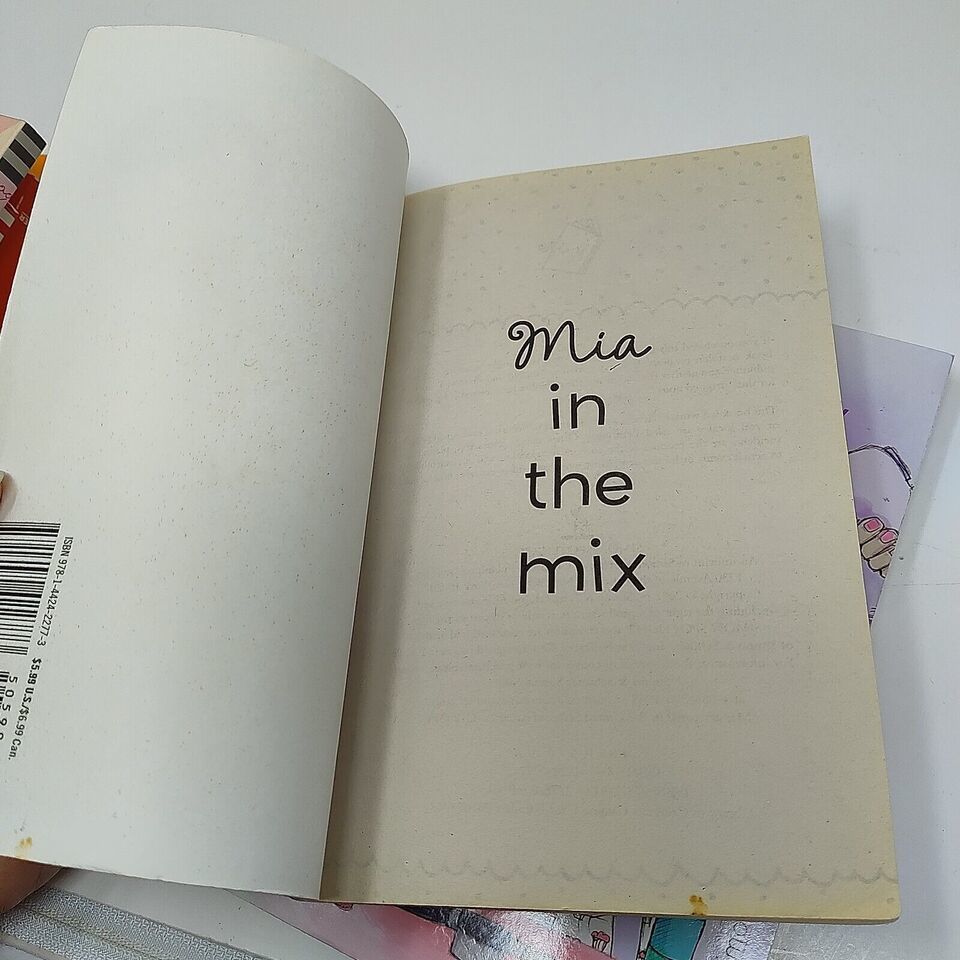 ISBN 978-1-4424-2277-3
$5.99 U.S./$6.99 Can.
Mia
in
the
mix